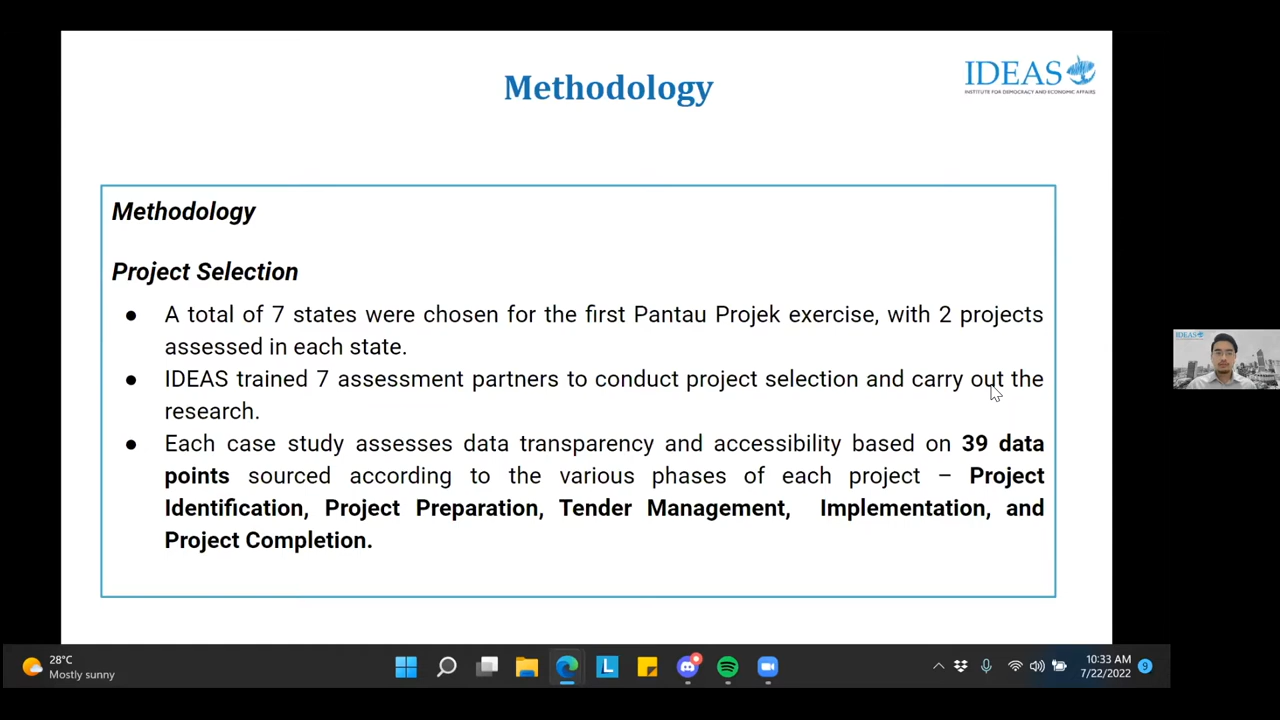 Methodology
IDEAS
INSTITUTE FOR DEMOCRACY AND ECONOMIC AFFAIRS
Methodology
Project Selection
● A total of 7 states were chosen for the first Pantau Projek exercise, with 2 projects
assessed in each state.
● IDEAS trained 7 assessment partners to conduct project selection and carry out the
research.
● Each case study assesses data transparency and accessibility based on 39 data
points sourced according to the various phases of each project – Project
Identification, Project Preparation, Tender Management, Implementation, and
Project Completion.
IDEAS
28°C
Mostly sunny
L
10:33 AM
7/22/2022
9